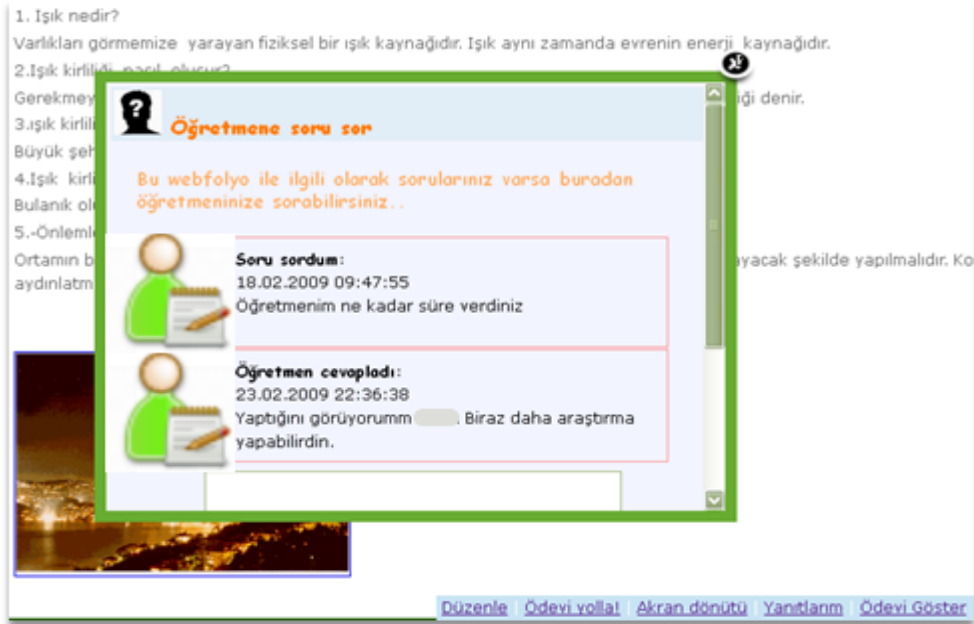 1. Işık nedir?
Varlıkları görmemize yarayan fiziksel bir ışık kaynağıdır. Işık aynı zamanda evrenin enerji kaynağıdır.
2.Işık kirliliği nasıl oluşur?
Gerekmey
iği denir.
3.ışık kirlili
Büyük şeh
4.Işık kirli
Bulanık ol
5.-Önleml
Ortamın b
yacak şekilde yapılmalıdır. Ko
aydınlatm
Öğretmene soru sor
Bu webfolyo ile ilgili olarak sorularınız varsa buradan
öğretmeninize sorabilirsiniz..
Soru sordum:
18.02.2009 09:47:55
Öğretmenim ne kadar süre verdiniz
Öğretmen cevapladı:
23.02.2009 22:36:38
Yaptığını görüyorumm . Biraz daha araştırma
yapabilirdin.
Düzenle | Ödevi yolla! | Akran dönütü | Yanıtlarım | Ödevi Göster